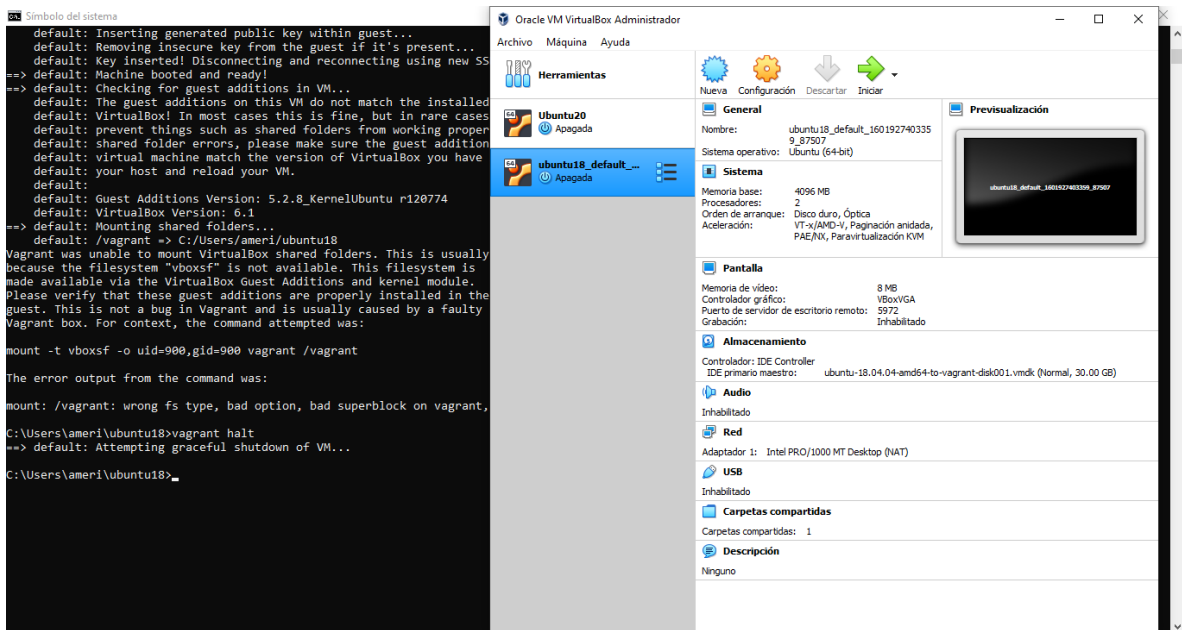 Símbolo del sistema
default: Inserting generated public key within guest...
default: Removing insecure key from the guest if it's present...
default: Key inserted! Disconnecting and reconnecting using new SS
==> default: Machine booted and ready!
==> default: Checking for guest additions in VM...
default: The guest additions on this VM do not match the installed
default: VirtualBox! In most cases this is fine, but in rare cases
default: prevent things such as shared folders from working proper
default: shared folder errors, please make sure the guest addition
default: virtual machine match the version of VirtualBox you have
default: your host and reload your VM.
default:
default: Guest Additions Version: 5.2.8_KernelUbuntu r120774
default: VirtualBox Version: 6.1
==> default: Mounting shared folders...
default: /vagrant => C:/Users/ameri/ubuntu18
Vagrant was unable to mount VirtualBox shared folders. This is usually
because the filesystem "vboxsf" is not available. This filesystem is
made available via the VirtualBox Guest Additions and kernel module.
Please verify that these guest additions are properly installed in the
guest. This is not a bug in Vagrant and is usually caused by a faulty
Vagrant box. For context, the command attempted was:
mount -t vboxsf -o uid=900,gid=900 vagrant /vagrant
The error output from the command was:
mount: /vagrant: wrong fs type, bad option, bad superblock on vagrant,
C:\Users\ameri\ubuntu18>vagrant halt
==> default: Attempting graceful shutdown of VM...
C:\Users\ameri\ubuntu18>
Oracle VM VirtualBox Administrador
Archivo Máquina Ayuda
Herramientas
Ubuntu20
Apagada
ubuntu18_default_...
Apagada
Nueva Configuración Descartar Iniciar
General
Nombre: ubuntu18_default_160192740335
9_87507
Sistema operativo: Ubuntu (64-bit)
Previsualización
ubuntu18_default_1601927403359_87507
Sistema
Memoria base: 4096 MB
Procesadores: 2
Orden de arranque: Disco duro, Óptica
Aceleración: VT-x/AMD-V, Paginación anidada,
PAE/NX, Paravirtualización KVM
Pantalla
Memoria de vídeo: 8 MB
Controlador gráfico: VBoxVGA
Puerto de servidor de escritorio remoto: 5972
Grabación: Inhabilitado
Almacenamiento
Controlador: IDE Controller
IDE primario maestro: ubuntu-18.04.04-amd64-to-vagrant-disk001.vmdk (Normal, 30.00 GB)
Audio
Inhabilitado
Red
Adaptador 1: Intel PRO/1000 MT Desktop (NAT)
USB
Inhabilitado
Carpetas compartidas
Carpetas compartidas: 1
Descripción
Ninguno